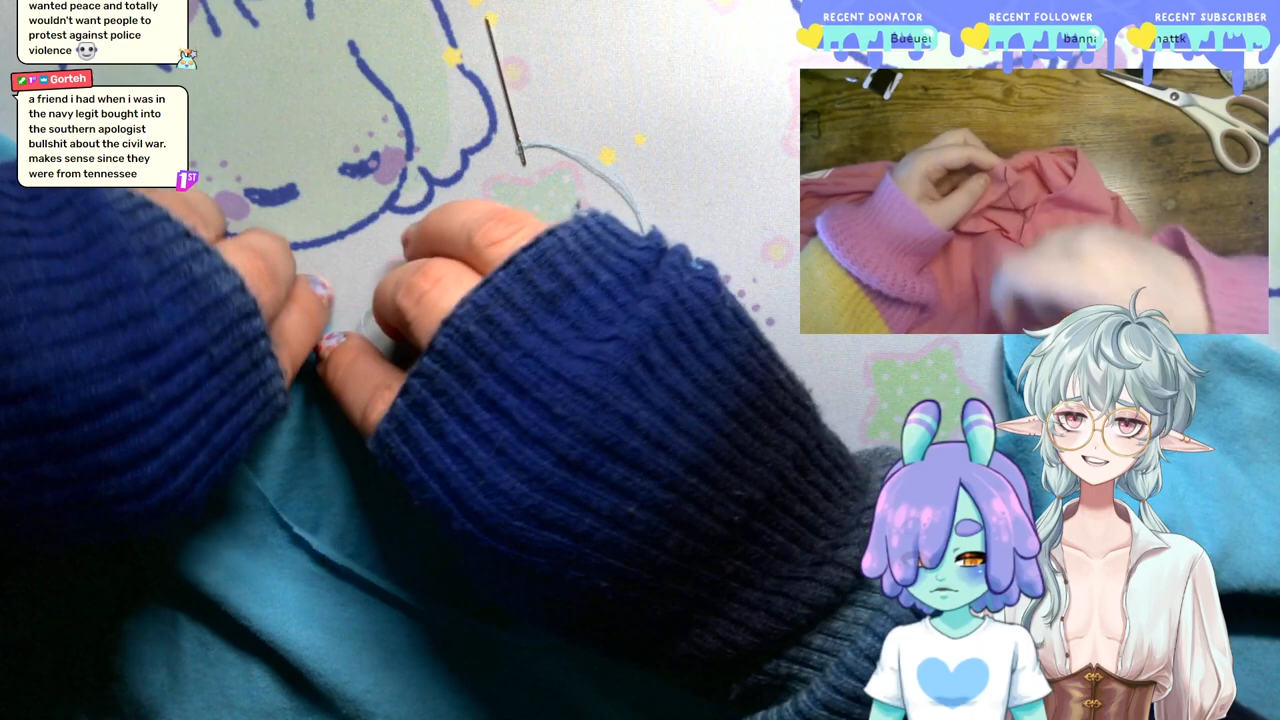 wanted peace and totally
wouldn't want people to
protest against police
violence
Gorteh
a friend i had when i was in
the navy legit bought into
the southern apologist
bullshit about the civil war.
makes sense since they
were from tennessee
1ST
RECENT DONATOR
RECENT FOLLOWER
RECENT SUBSCRIBER